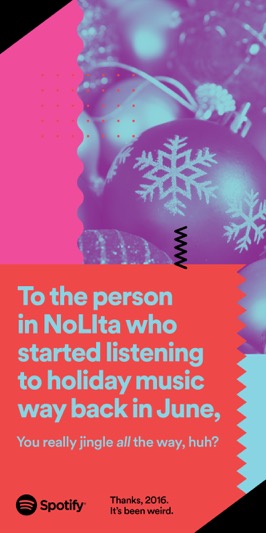 To the person
in NoLIta who
started listening
to holiday music
way back in June,
You really jingle all the way, huh?
Spotify
Thanks, 2016.
It's been weird.